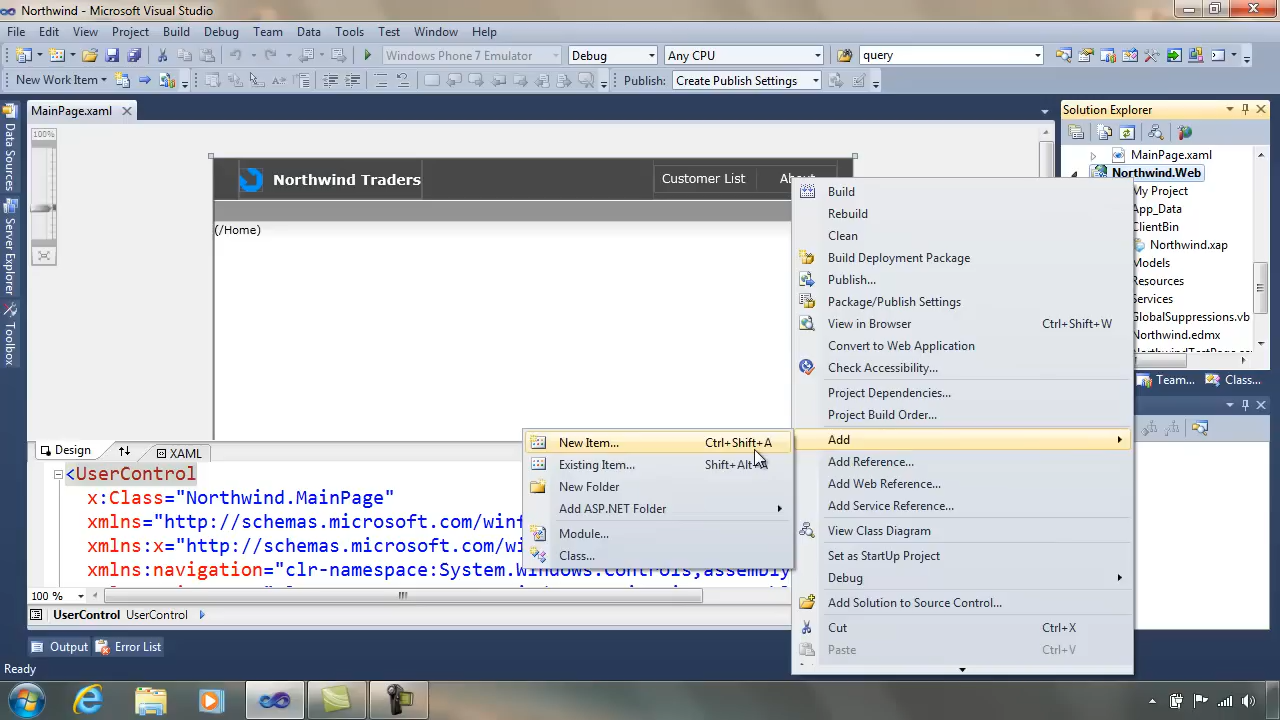 Northwind - Microsoft Visual Studio
File Edit View Project Build Debug Team Data Tools Test Window Help
Windows Phone 7 Emulator Debug Any CPU query
New Work Item Publish: Create Publish Settings
MainPage.xaml
Data Sources
Server Explorer
Toolbox
100%
Northwind Traders Customer List About
(/Home)
Solution Explorer
MainPage.xaml
Northwind.Web
My Project
App_Data
ClientBin
Northwind.xap
Models
Resources
Services
GlobalSuppressions.vb
Northwind.edmx
Team... Class...
Build
Rebuild
Clean
Build Deployment Package
Publish...
Package/Publish Settings
View in Browser Ctrl+Shift+W
Convert to Web Application
Check Accessibility...
Project Dependencies...
Project Build Order...
Add
Add Reference...
Add Web Reference...
Add Service Reference...
View Class Diagram
Set as StartUp Project
Debug
Add Solution to Source Control...
Cut Ctrl+X
Paste Ctrl+V
New Item... Ctrl+Shift+A
Existing Item... Shift+Alt+A
New Folder
Add ASP.NET Folder
Module...
Class...
Design XAML
<UserControl
x:Class="Northwind.MainPage"
xmlns="http://schemas.microsoft.com/winf
xmlns:x="http://schemas.microsoft.com/wi
xmlns:navigation="clr-namespace:System.Windows.Controls;assembly
100 %
UserControl UserControl
Output Error List
Ready